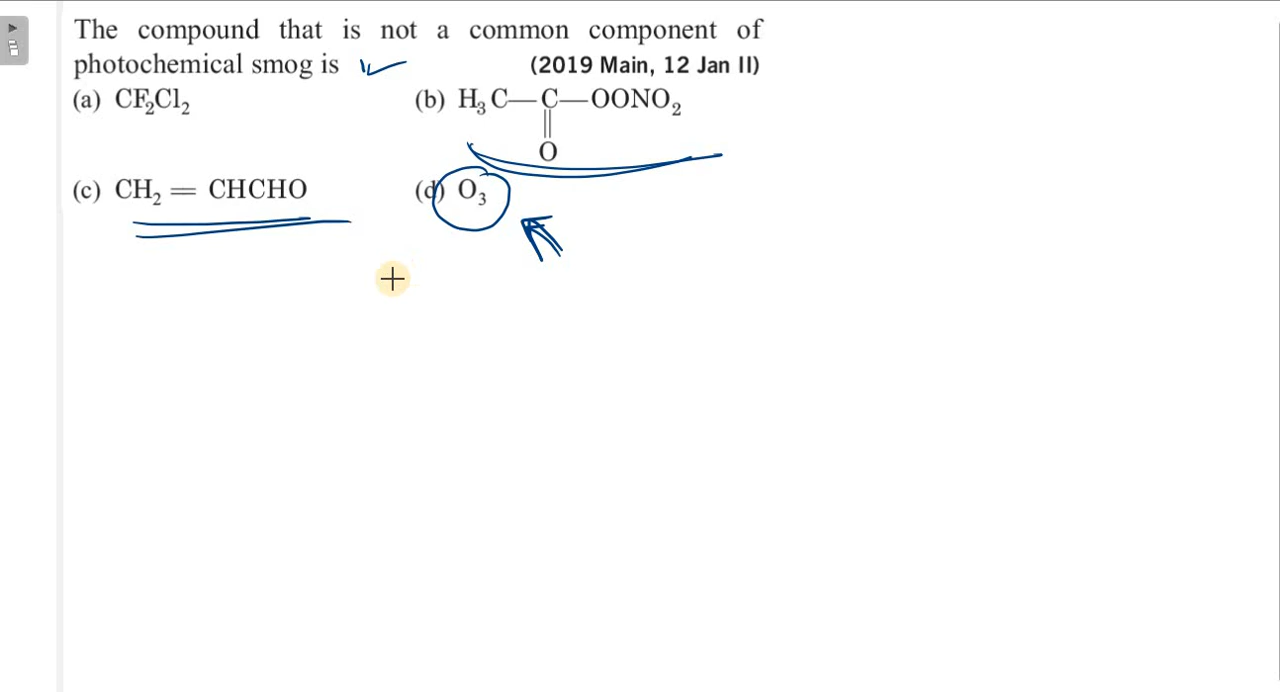 The compound that is not a common component of
photochemical smog is (2019 Main, 12 Jan II)
(a) CF₂Cl₂ (b) H₃C—C—OONO₂
||
O
(c) CH₂ = CHCHO (d) O₃